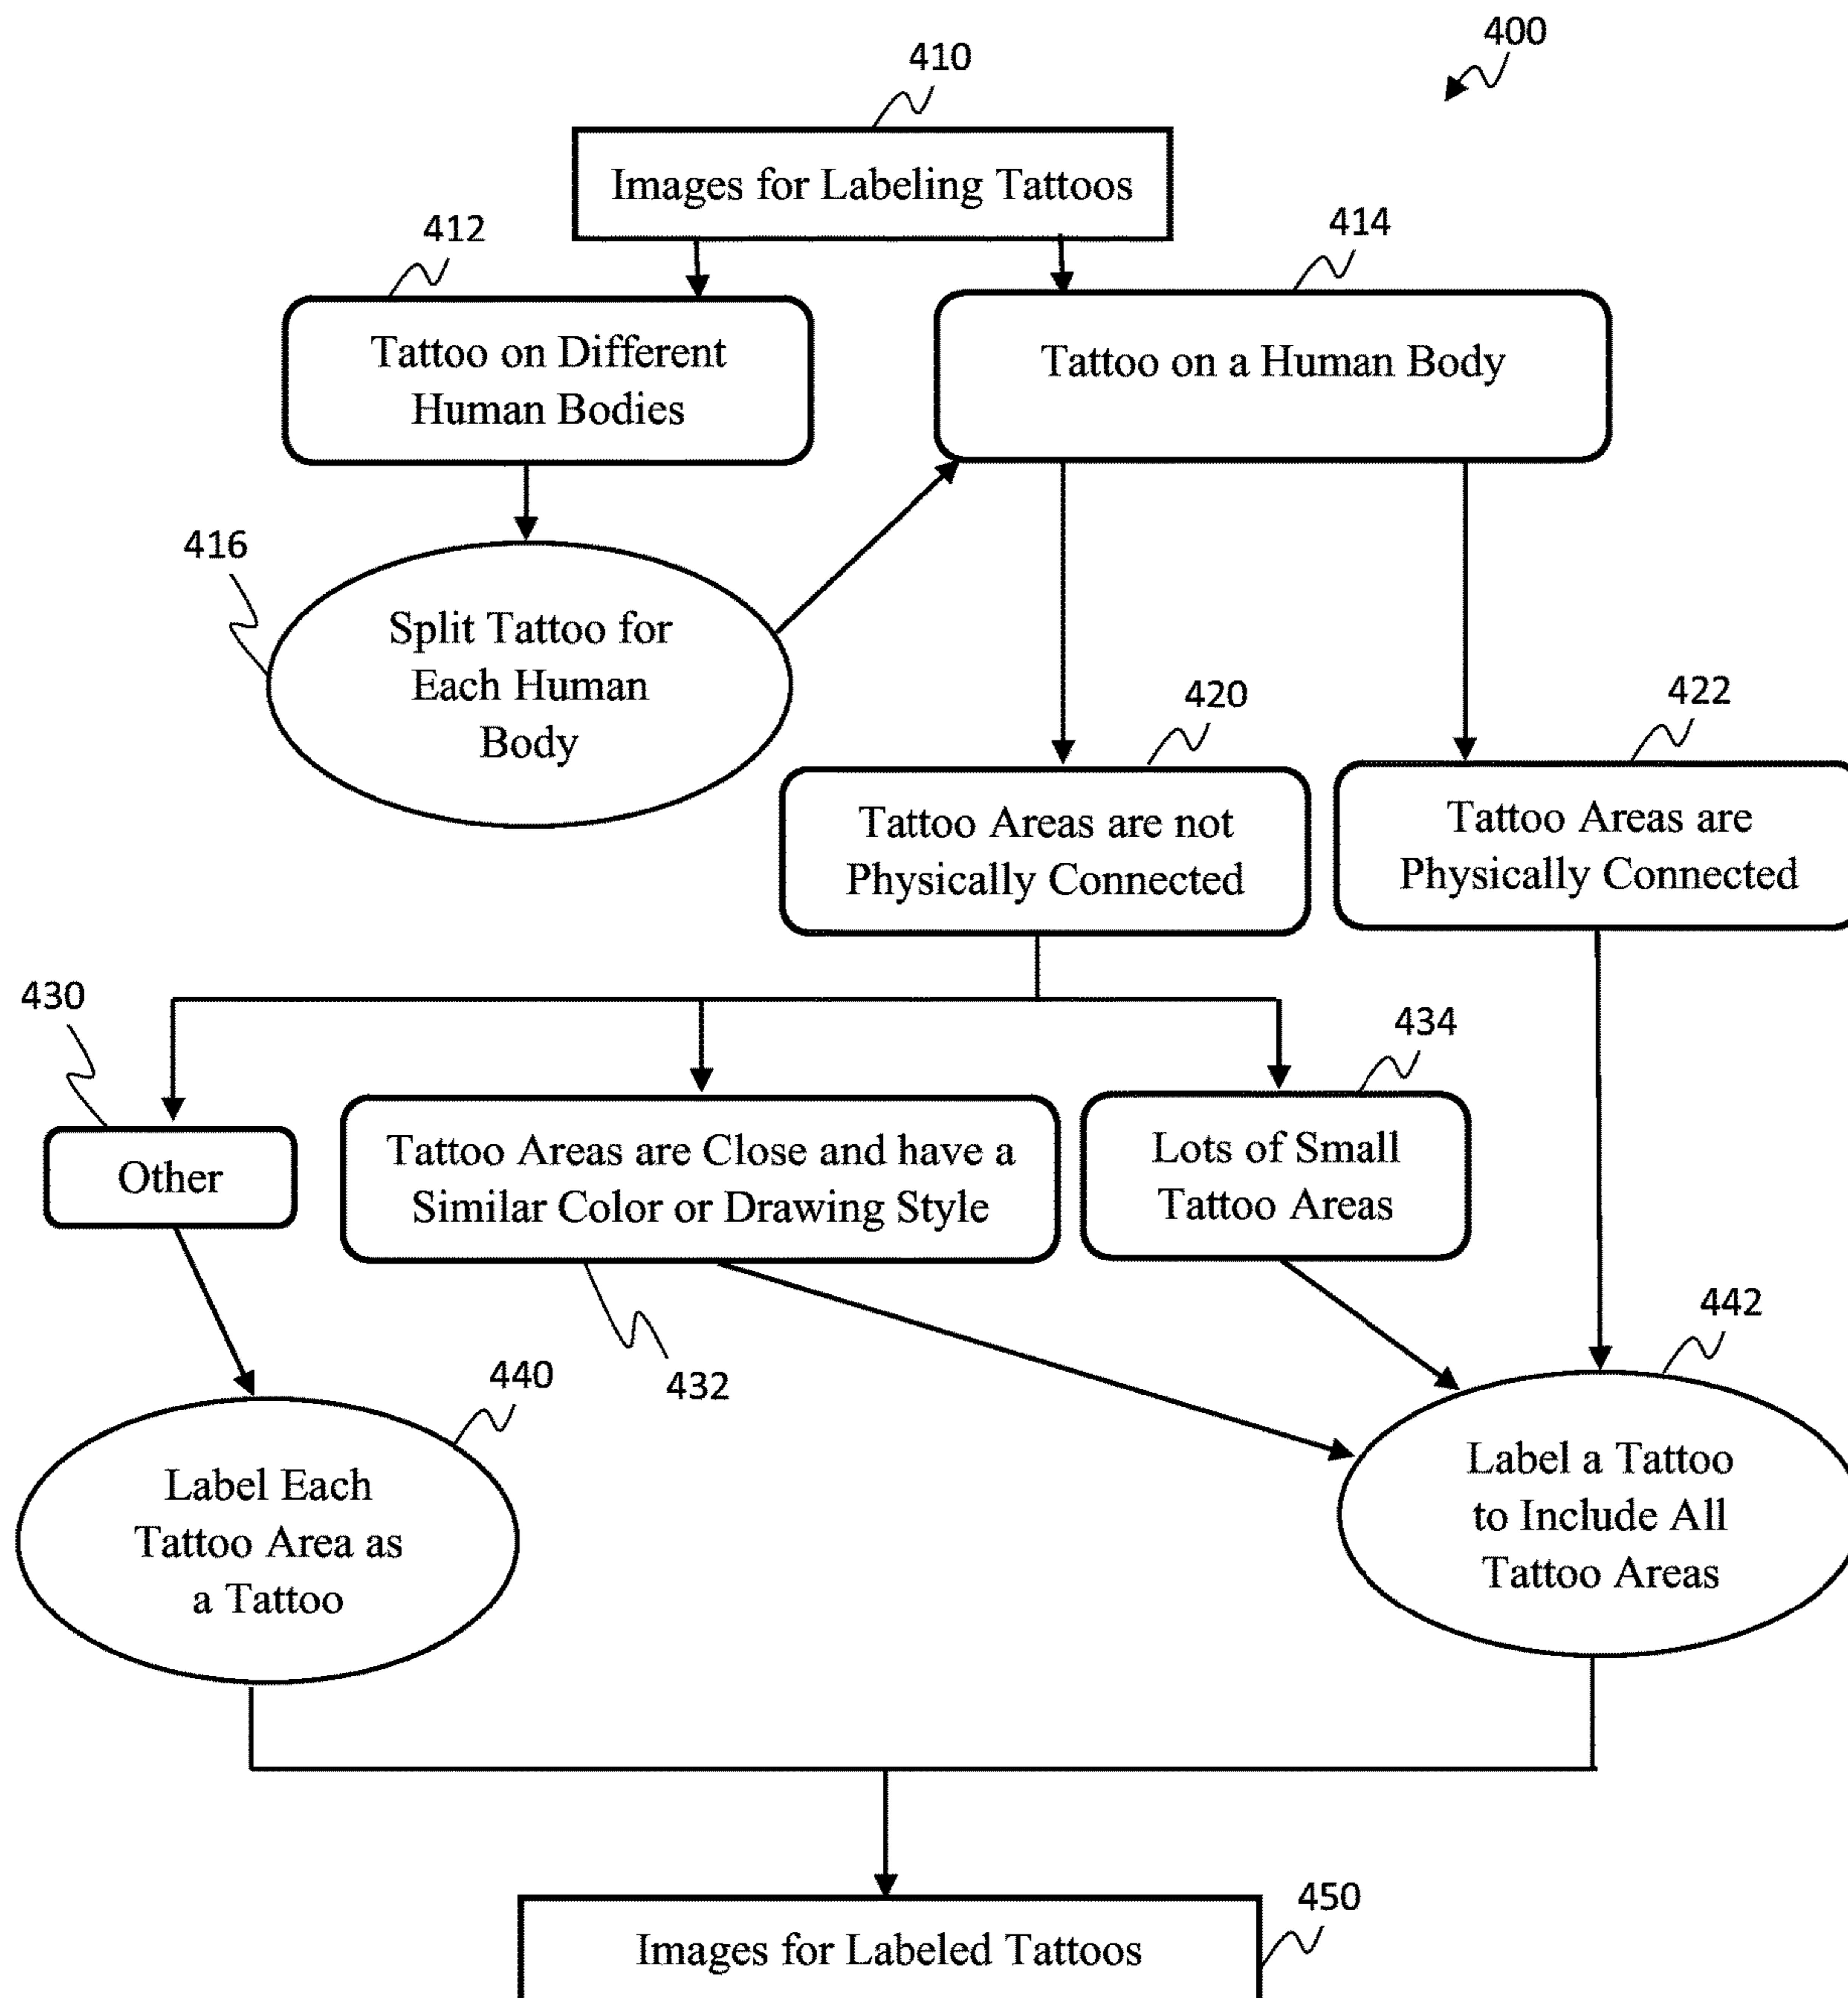 400
410
Images for Labeling Tattoos
412
414
Tattoo on Different
Human Bodies
Tattoo on a Human Body
416
Split Tattoo for
Each Human
Body
420
422
Tattoo Areas are not
Physically Connected
Tattoo Areas are
Physically Connected
430
434
Other
Tattoo Areas are Close and have a
Similar Color or Drawing Style
Lots of Small
Tattoo Areas
432
440
442
Label Each
Tattoo Area as
a Tattoo
Label a Tattoo
to Include All
Tattoo Areas
450
Images for Labeled Tattoos